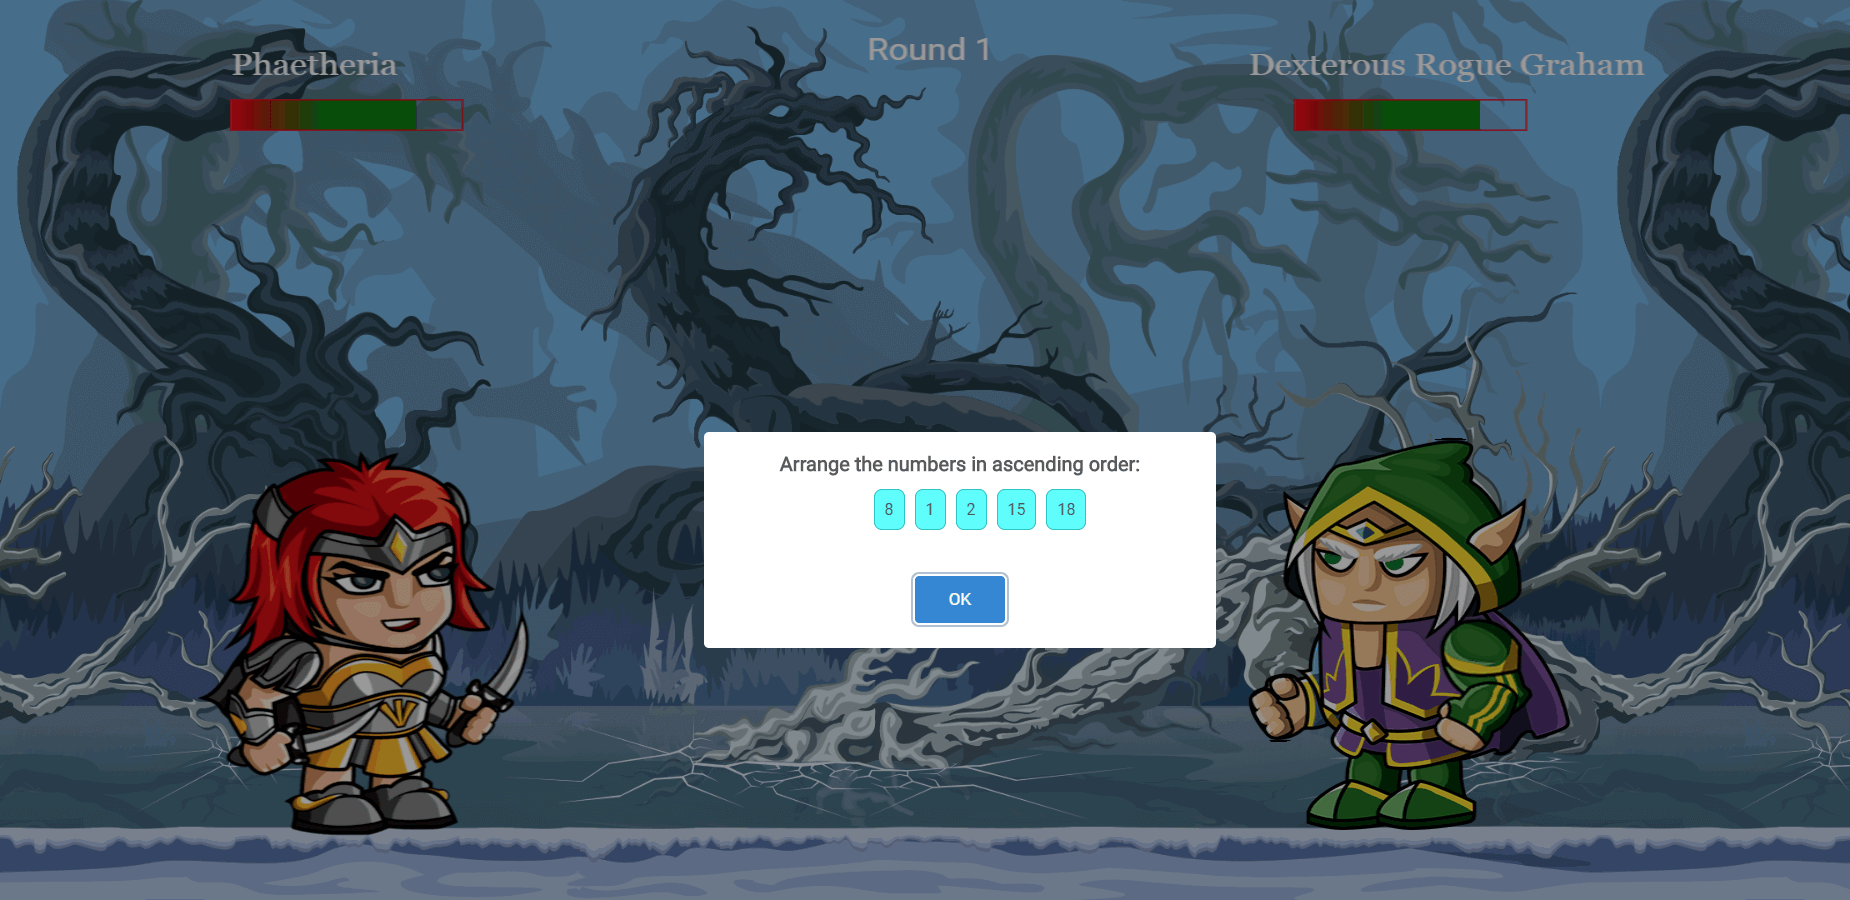 Phaetheria
Round 1
Dexterous Rogue Graham
Arrange the numbers in ascending order:
8 1 2 15 18
OK